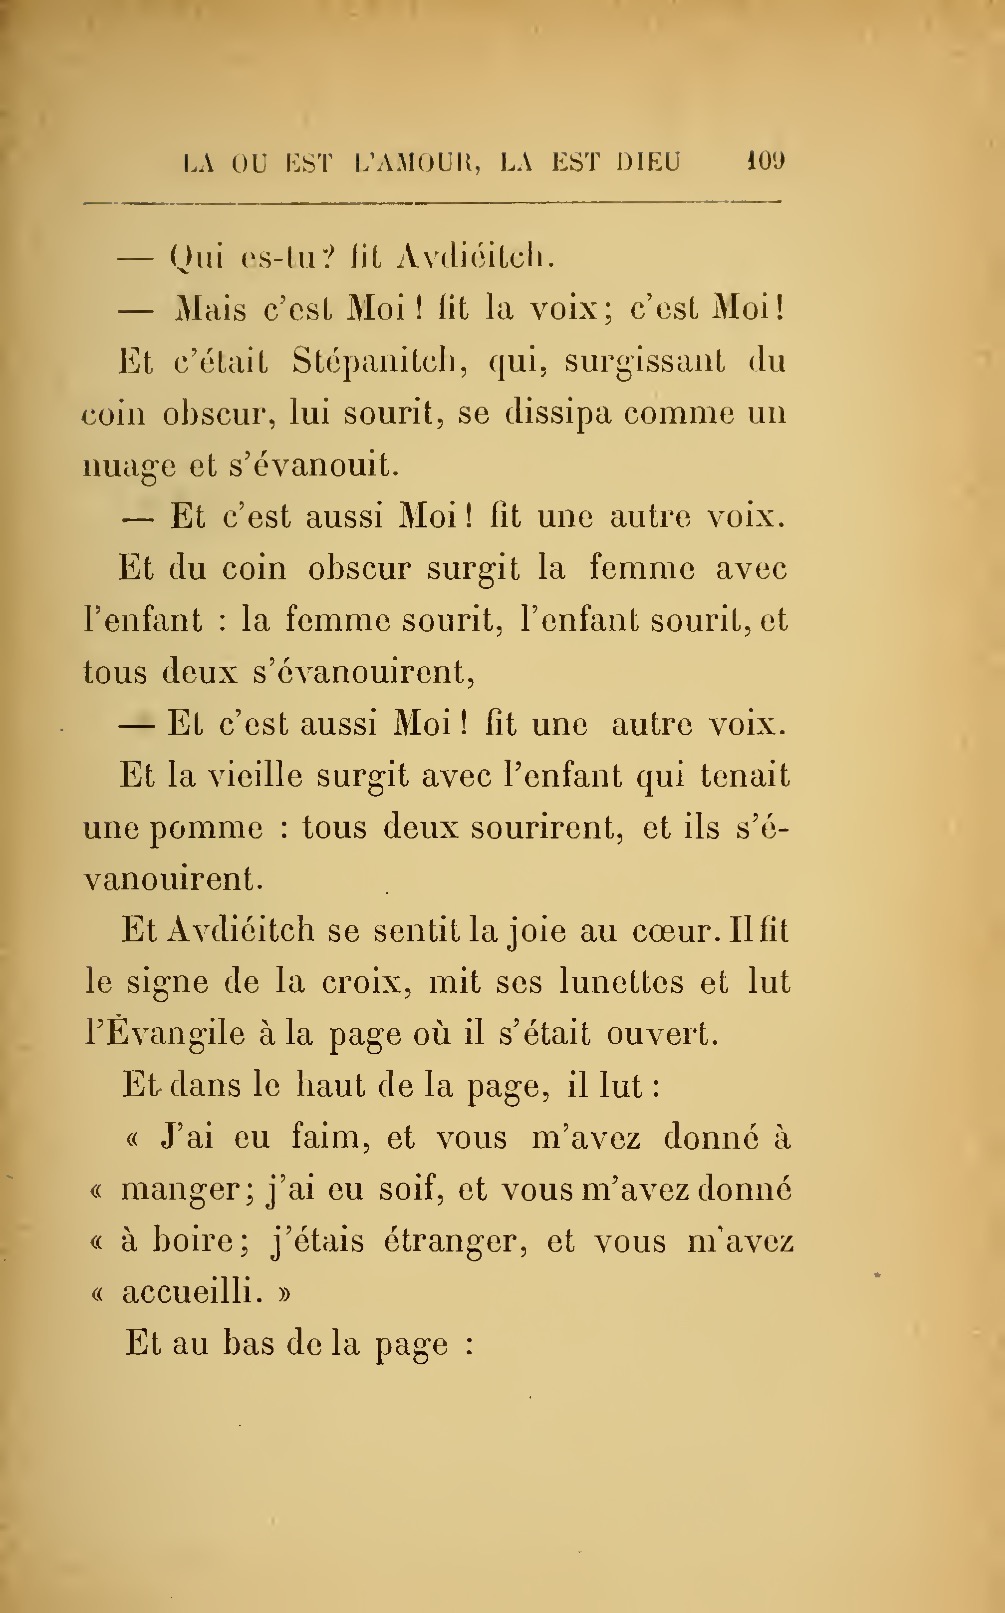 LA OU EST L'AMOUR, LA EST DIEU 109
— Qui es-tu? fit Avdiéitch.
— Mais c'est Moi ! fit la voix; c'est Moi!
Et c'était Stépanitch, qui, surgissant du
coin obscur, lui sourit, se dissipa comme un
nuage et s'évanouit.
— Et c'est aussi Moi ! fit une autre voix.
Et du coin obscur surgit la femme avec
l'enfant : la femme sourit, l'enfant sourit, et
tous deux s'évanouirent,
— Et c'est aussi Moi ! fit une autre voix.
Et la vieille surgit avec l'enfant qui tenait
une pomme : tous deux sourirent, et ils s'é-
vanouirent.
Et Avdiéitch se sentit la joie au cœur. Il fit
le signe de la croix, mit ses lunettes et lut
l'Évangile à la page où il s'était ouvert.
Et dans le haut de la page, il lut :
« J'ai eu faim, et vous m'avez donné à
« manger; j'ai eu soif, et vous m'avez donné
« à boire; j'étais étranger, et vous m'avez
« accueilli. »
Et au bas de la page :